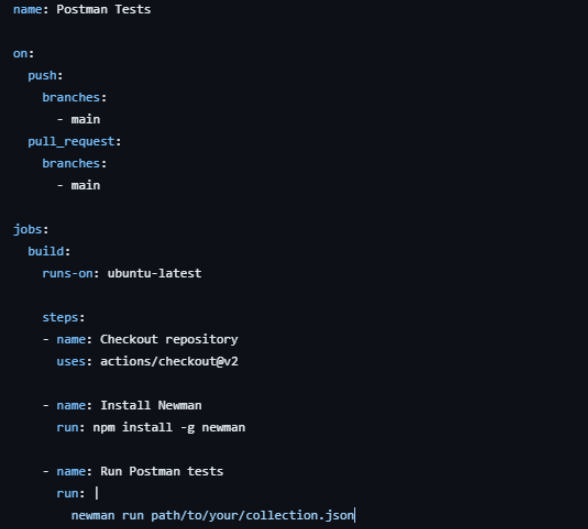 name: Postman Tests
on:
push:
branches:
- main
pull_request:
branches:
- main
jobs:
build:
runs-on: ubuntu-latest
steps:
- name: Checkout repository
uses: actions/checkout@v2
- name: Install Newman
run: npm install -g newman
- name: Run Postman tests
run: |
newman run path/to/your/collection.json